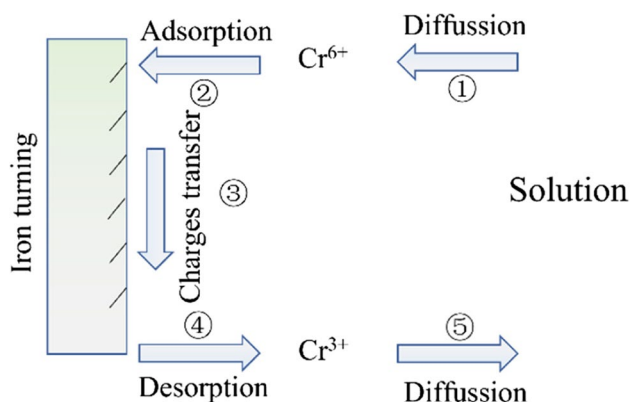 Adsorption
Cr⁶⁺
Diffussion
②
①
Iron turning
Charges transfer
③
Solution
④
Cr³⁺
⑤
Desorption
Diffussion